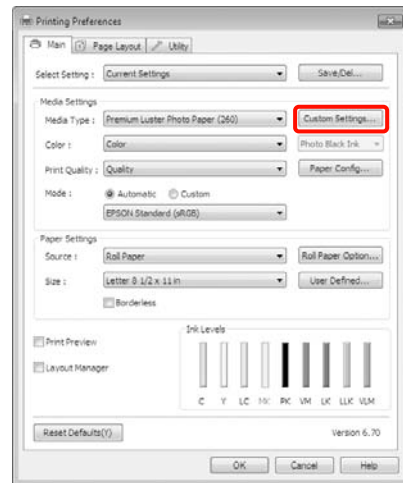 Printing Preferences
Main Page Layout Utility
Select Setting : Current Settings Save/Del...
Media Settings
Media Type : Premium Luster Photo Paper (260) Custom Settings...
Color : Color Photo Black Ink
Print Quality : Quality Paper Config...
Mode : Automatic Custom
EPSON Standard (sRGB)
Paper Settings
Source : Roll Paper Roll Paper Option...
Size : Letter 8 1/2 x 11 in User Defined...
Borderless
Ink Levels
Print Preview
Layout Manager
C Y LC MK PK VM LK LLK VLM
Reset Defaults(Y) Version 6.70
OK Cancel Help